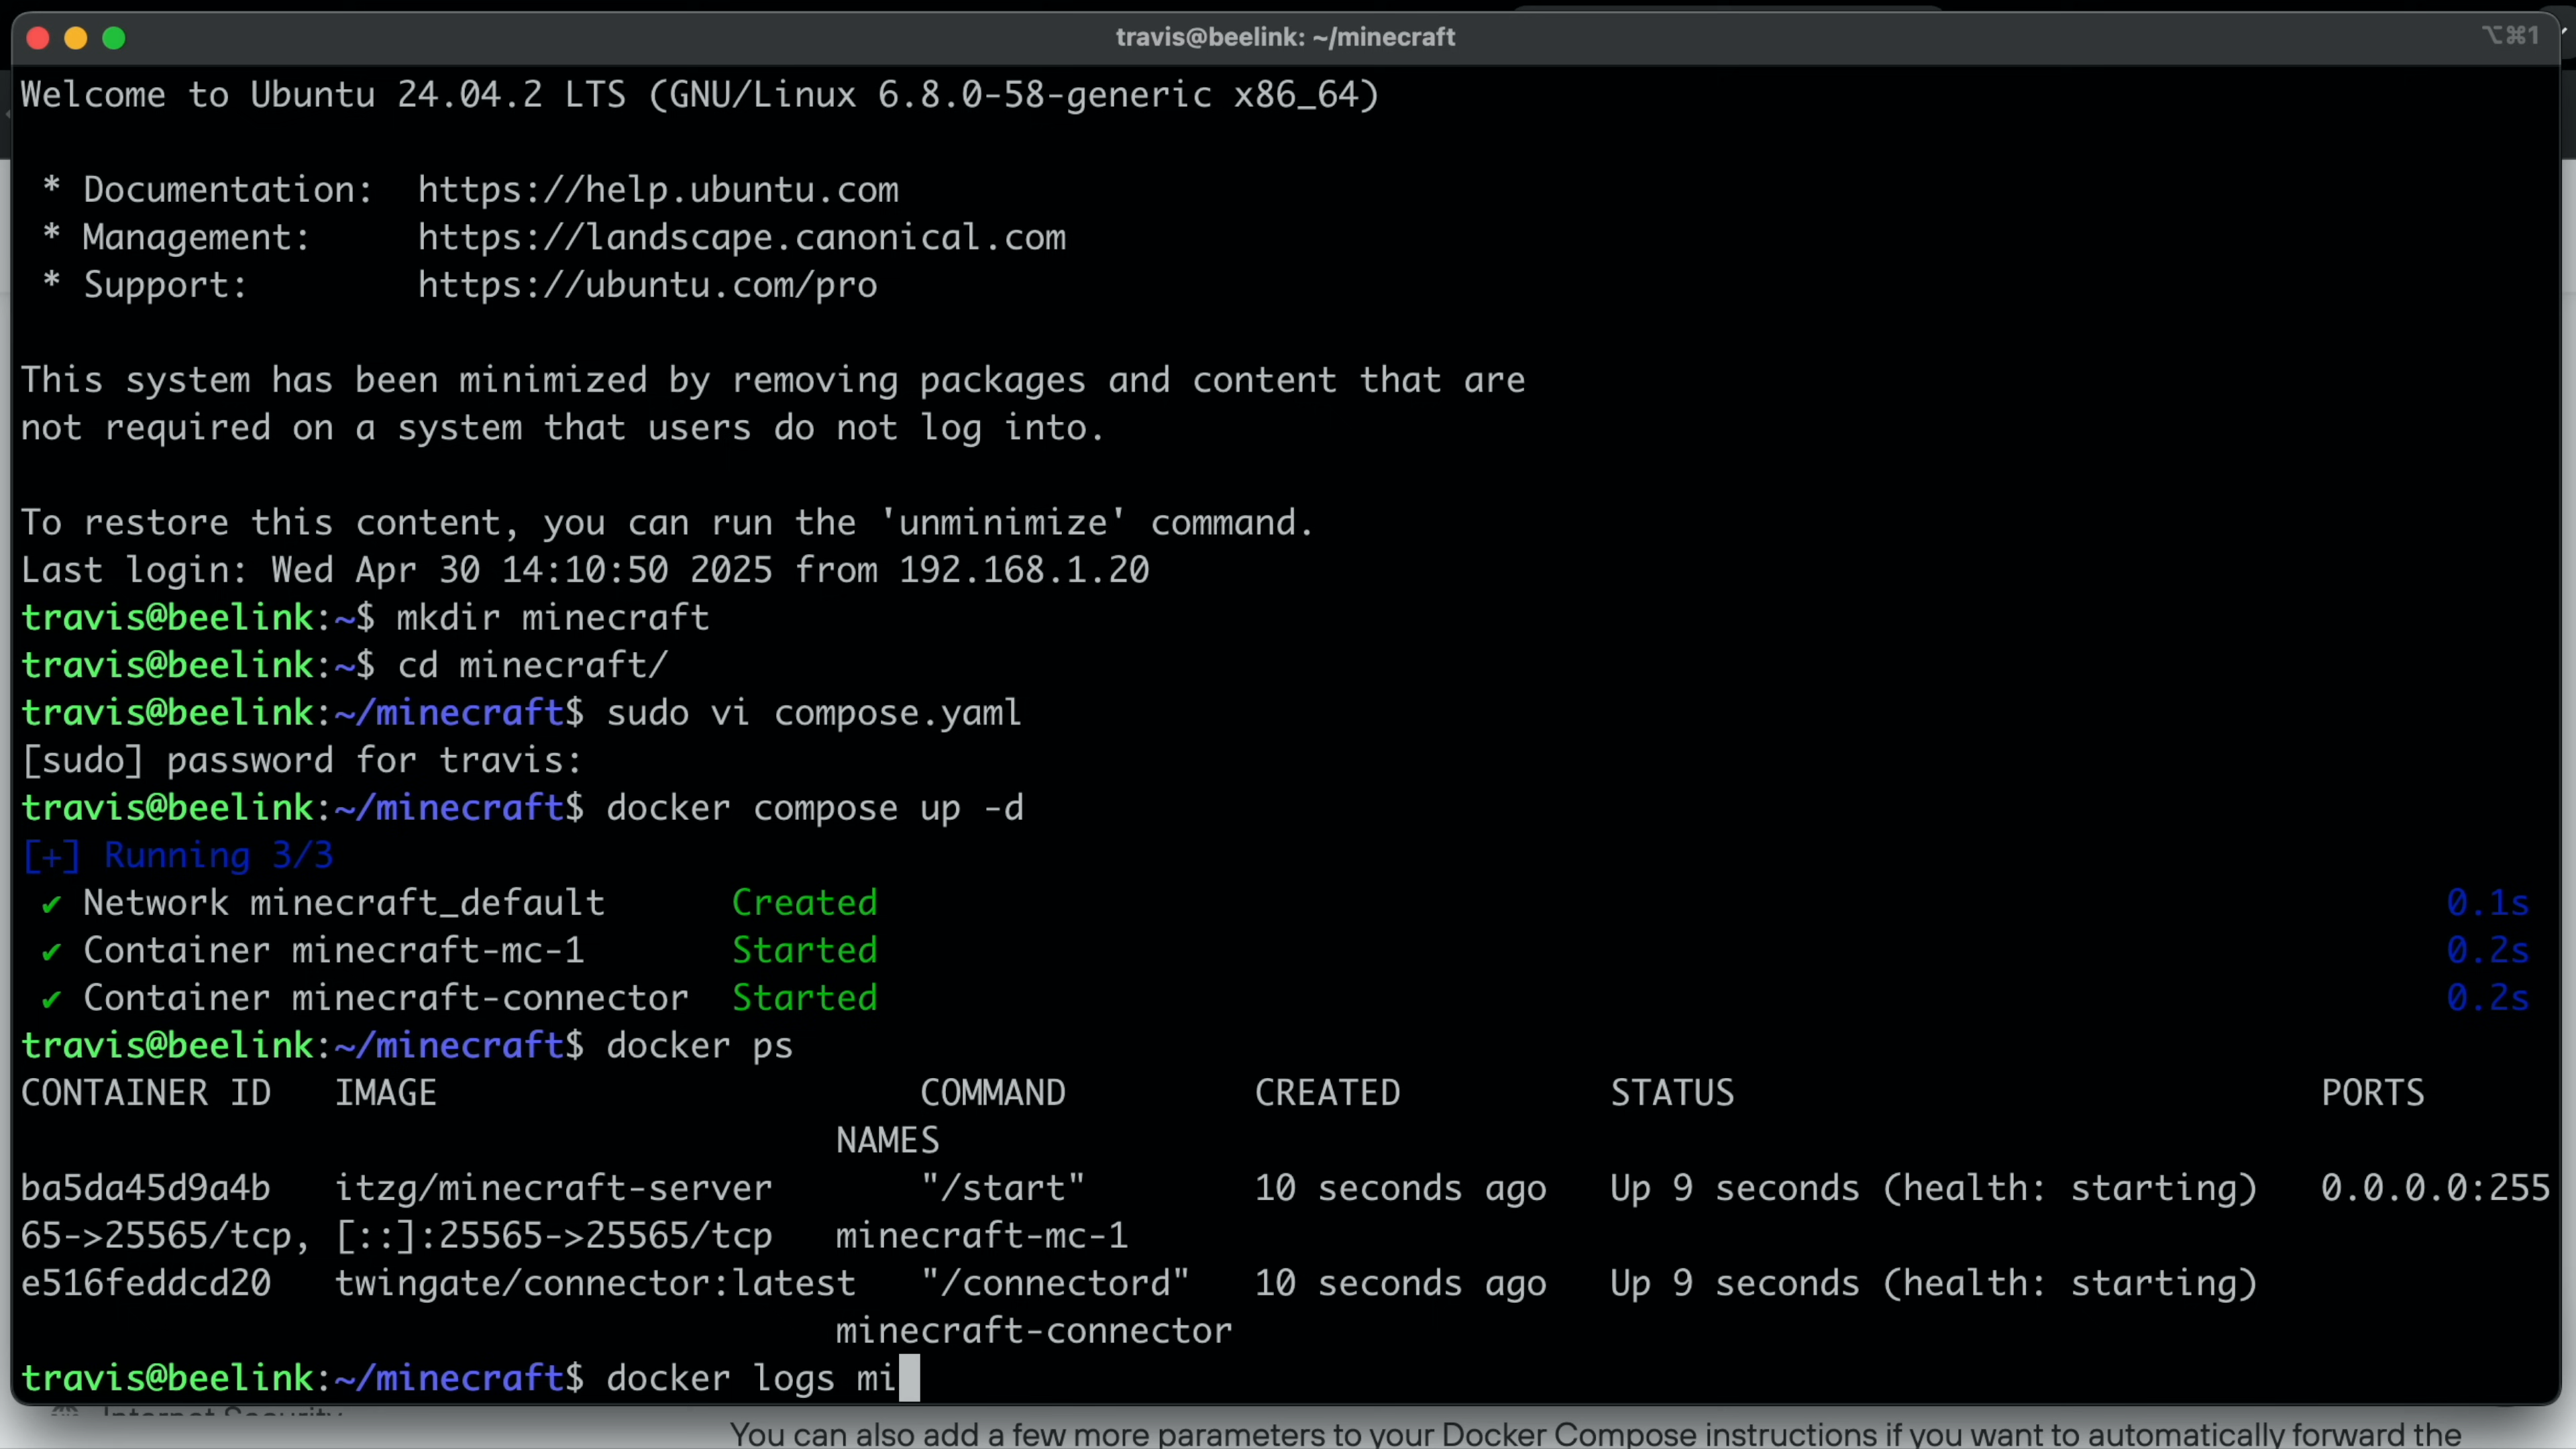 travis@beelink: ~/minecraft
⌥⌘1
Welcome to Ubuntu 24.04.2 LTS (GNU/Linux 6.8.0-58-generic x86_64)
* Documentation:  https://help.ubuntu.com
* Management:     https://landscape.canonical.com
* Support:        https://ubuntu.com/pro
This system has been minimized by removing packages and content that are
not required on a system that users do not log into.
To restore this content, you can run the 'unminimize' command.
Last login: Wed Apr 30 14:10:50 2025 from 192.168.1.20
travis@beelink:~$ mkdir minecraft
travis@beelink:~$ cd minecraft/
travis@beelink:~/minecraft$ sudo vi compose.yaml
[sudo] password for travis:
travis@beelink:~/minecraft$ docker compose up -d
[+] Running 3/3
✔ Network minecraft_default      Created      0.1s
✔ Container minecraft-mc-1       Started      0.2s
✔ Container minecraft-connector  Started      0.2s
travis@beelink:~/minecraft$ docker ps
CONTAINER ID   IMAGE                       COMMAND         CREATED          STATUS                            PORTS
NAMES
ba5da45d9a4b   itzg/minecraft-server       "/start"        10 seconds ago   Up 9 seconds (health: starting)   0.0.0.0:255
65->25565/tcp, [::]:25565->25565/tcp   minecraft-mc-1
e516feddcd20   twingate/connector:latest   "/connectord"   10 seconds ago   Up 9 seconds (health: starting)
minecraft-connector
travis@beelink:~/minecraft$ docker logs mi
Internet Security
You can also add a few more parameters to your Docker Compose instructions if you want to automatically forward the